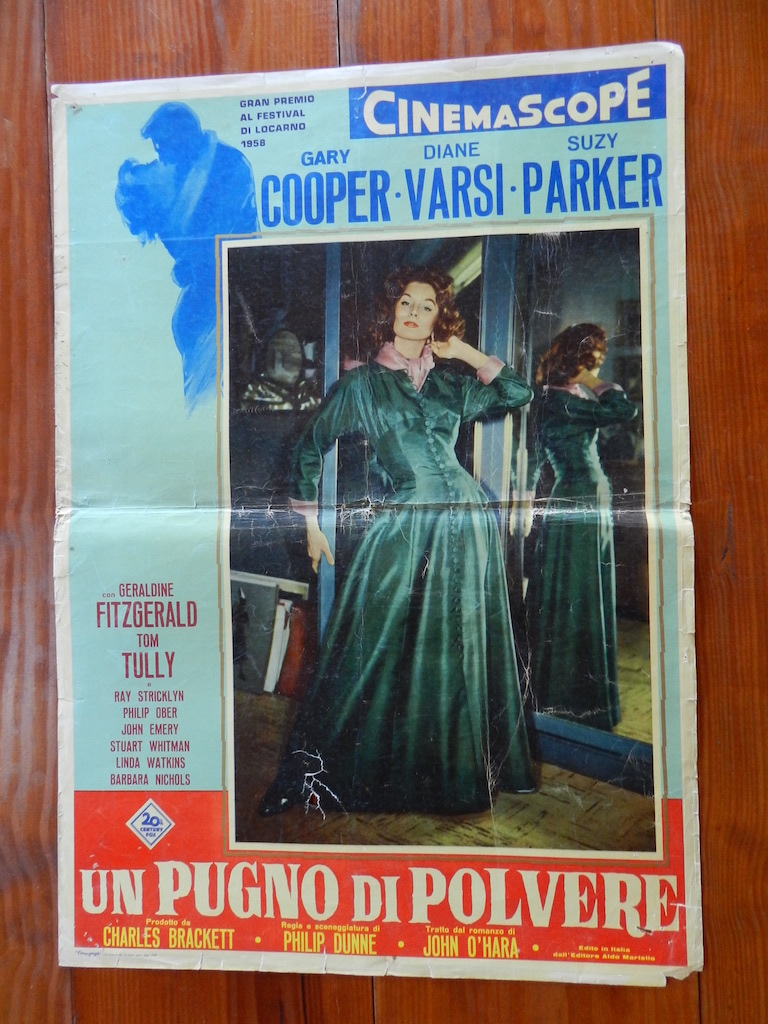 GRAN PREMIO
AL FESTIVAL
DI LOCARNO
1958
CINEMASCOPE
GARY DIANE SUZY
COOPER · VARSI · PARKER
con GERALDINE
FITZGERALD
TOM
TULLY
e
RAY STRICKLYN
PHILIP OBER
JOHN EMERY
STUART WHITMAN
LINDA WATKINS
BARBARA NICHOLS
20th
CENTURY
FOX
UN PUGNO DI POLVERE
Prodotto da
CHARLES BRACKETT
Regia e sceneggiatura di
PHILIP DUNNE
Tratto dal romanzo di
JOHN O'HARA
Edito in Italia
dall'Editore Aldo Martello